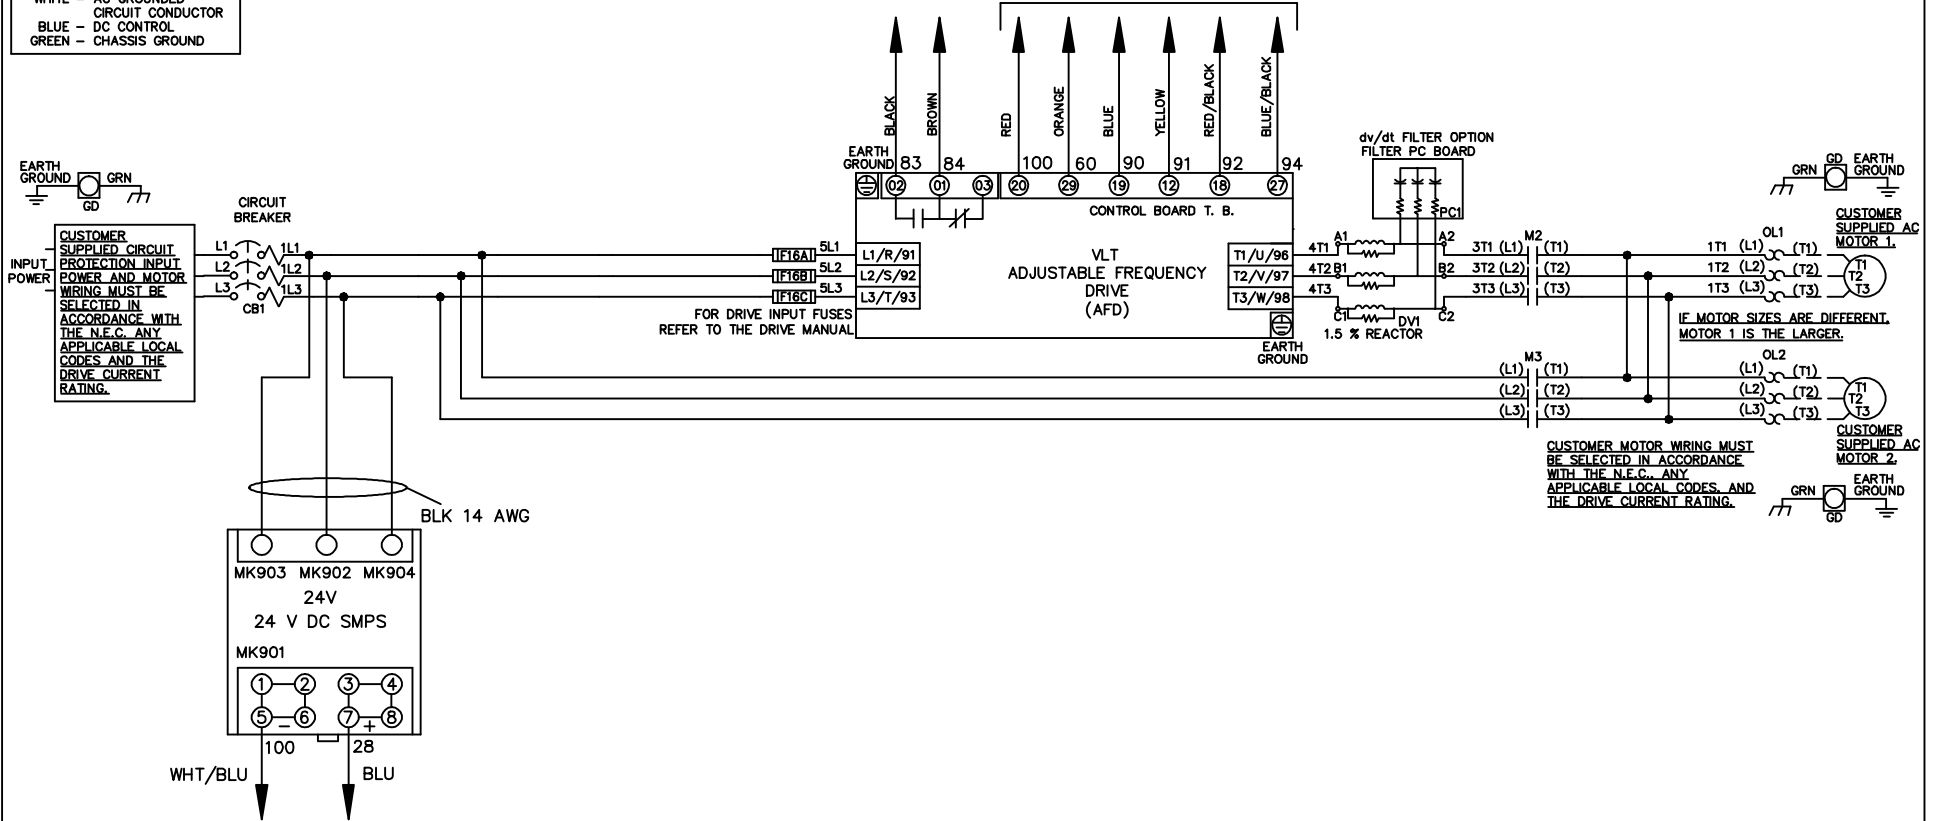 CIRCUIT CONDUCTOR
BLUE – DC CONTROL
GREEN – CHASSIS GROUND
BLACK
BROWN
RED
ORANGE
BLUE
YELLOW
RED/BLACK
BLUE/BLACK
EARTH
GROUND
83
84
100
60
90
91
92
94
02
01
03
20
29
19
12
18
27
CONTROL BOARD T. B.
dv/dt FILTER OPTION
FILTER PC BOARD
PC1
EARTH
GROUND
GRN
GD
CIRCUIT
BREAKER
INPUT
POWER
CUSTOMER
SUPPLIED CIRCUIT
PROTECTION INPUT
POWER AND MOTOR
WIRING MUST BE
SELECTED IN
ACCORDANCE WITH
THE N.E.C. ANY
APPLICABLE LOCAL
CODES AND THE
DRIVE CURRENT
RATING.
L1
L2
L3
1L1
1L2
1L3
CB1
F16A
F16B
F16C
5L1
5L2
5L3
FOR DRIVE INPUT FUSES
REFER TO THE DRIVE MANUAL
L1/R/91
L2/S/92
L3/T/93
VLT
ADJUSTABLE FREQUENCY
DRIVE
(AFD)
T1/U/96
T2/V/97
T3/W/98
EARTH
GROUND
4T1
4T2
4T3
A1
B1
C1
A2
B2
C2
DV1
1.5 % REACTOR
3T1 (L1)
3T2 (L2)
3T3 (L3)
M2
(T1)
(T2)
(T3)
1T1 (L1)
1T2 (L2)
1T3 (L3)
OL1
(T1)
(T2)
(T3)
T1
T2
T3
GRN
GD
EARTH
GROUND
CUSTOMER
SUPPLIED AC
MOTOR 1.
IF MOTOR SIZES ARE DIFFERENT,
MOTOR 1 IS THE LARGER.
M3
(L1)
(L2)
(L3)
(T1)
(T2)
(T3)
OL2
(L1)
(L2)
(L3)
(T1)
(T2)
(T3)
T1
T2
T3
CUSTOMER
SUPPLIED AC
MOTOR 2.
CUSTOMER MOTOR WIRING MUST
BE SELECTED IN ACCORDANCE
WITH THE N.E.C., ANY
APPLICABLE LOCAL CODES, AND
THE DRIVE CURRENT RATING.
GRN
GD
EARTH
GROUND
BLK 14 AWG
MK903
MK902
MK904
24V
24 V DC SMPS
MK901
1
2
3
4
5
6
7
8
–
+
100
28
WHT/BLU
BLU